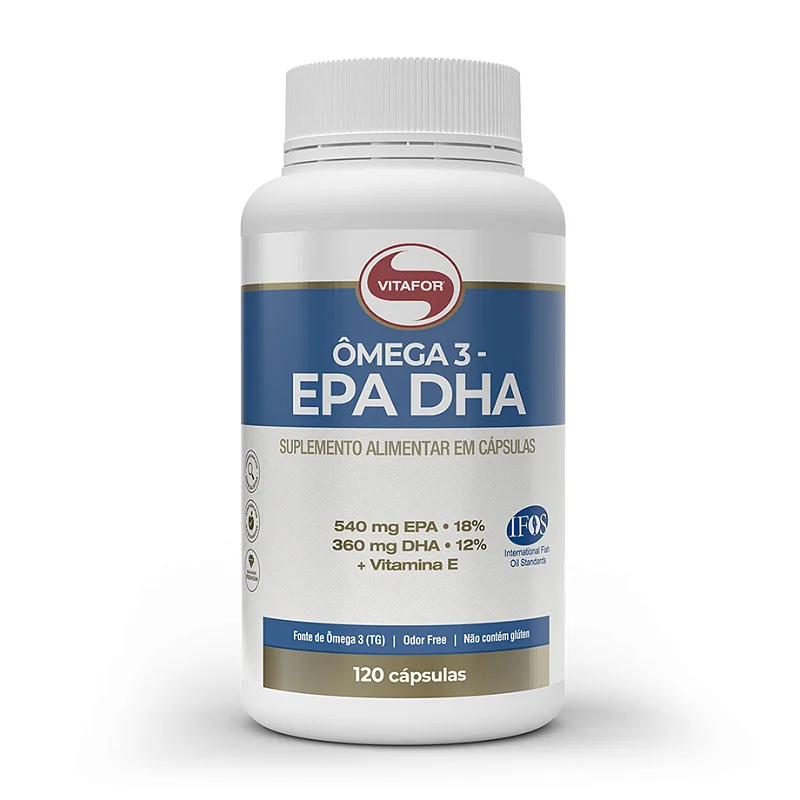 VITAFOR®
ÔMEGA 3 -
EPA DHA
SUPLEMENTO ALIMENTAR EM CÁPSULAS
540 mg EPA • 18%
360 mg DHA • 12%
+ Vitamina E
IFOS
International Fish
Oil Standards
PREMIUM
Fonte de Ômega 3 (TG) | Odor Free | Não contém glúten
120 cápsulas